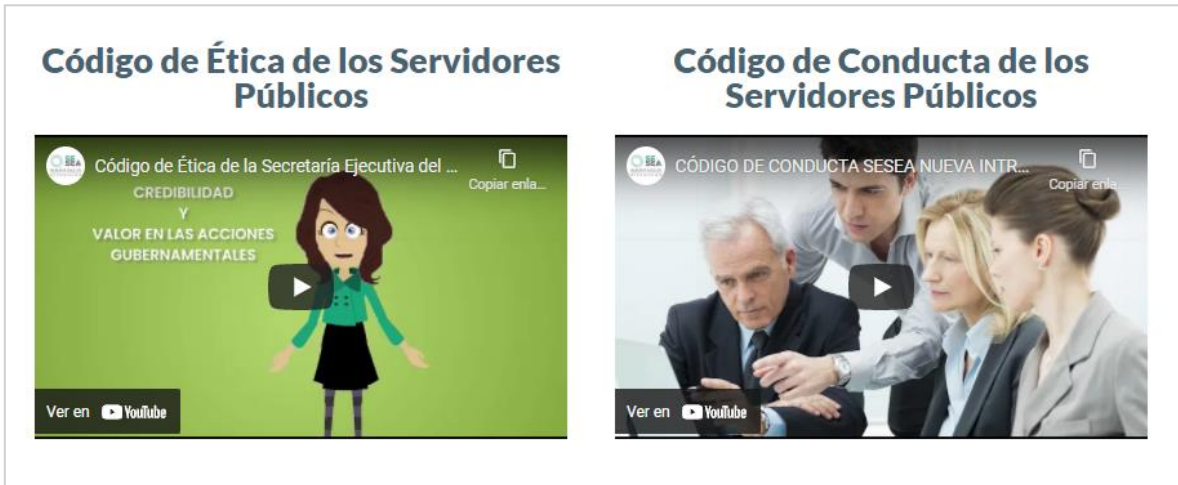 Código de Ética de los Servidores
Públicos
Código de Ética de la Secretaría Ejecutiva del ...
Copiar enla...
CREDIBILIDAD
Y
VALOR EN LAS ACCIONES
GUBERNAMENTALES
Ver en YouTube
Código de Conducta de los
Servidores Públicos
CÓDIGO DE CONDUCTA SESEA NUEVA INTR...
Copiar enla...
Ver en YouTube